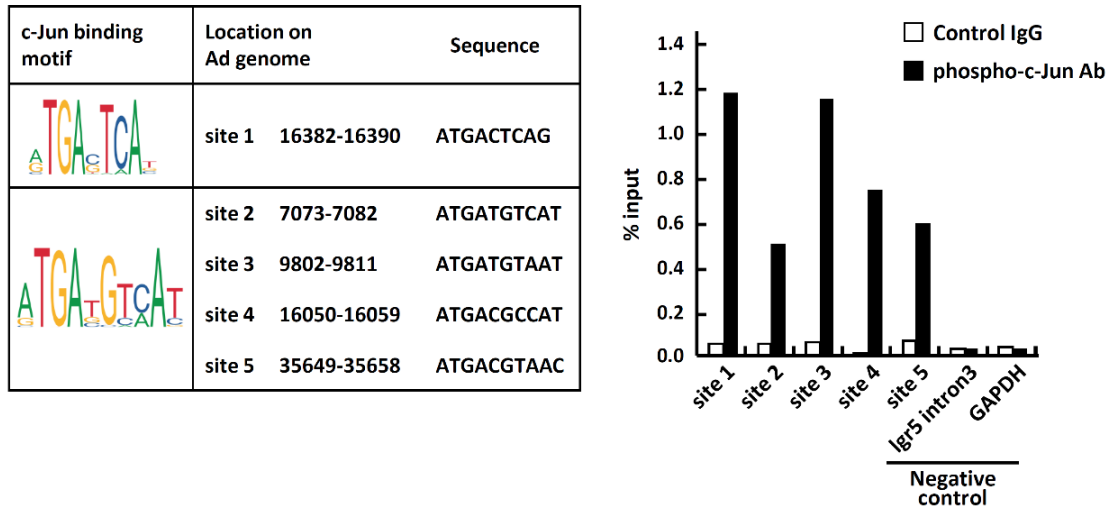 c-Jun binding motif
Location on Ad genome
Sequence
site 1 16382-16390 ATGACTCAG
site 2 7073-7082 ATGATGTCAT
site 3 9802-9811 ATGATGTAAT
site 4 16050-16059 ATGACGCCAT
site 5 35649-35658 ATGACGTAAC
Control IgG
phospho-c-Jun Ab
% input
1.4
1.2
1.0
0.8
0.6
0.4
0.2
0.0
site 1
site 2
site 3
site 4
site 5
lgr5 intron3
GAPDH
Negative
control